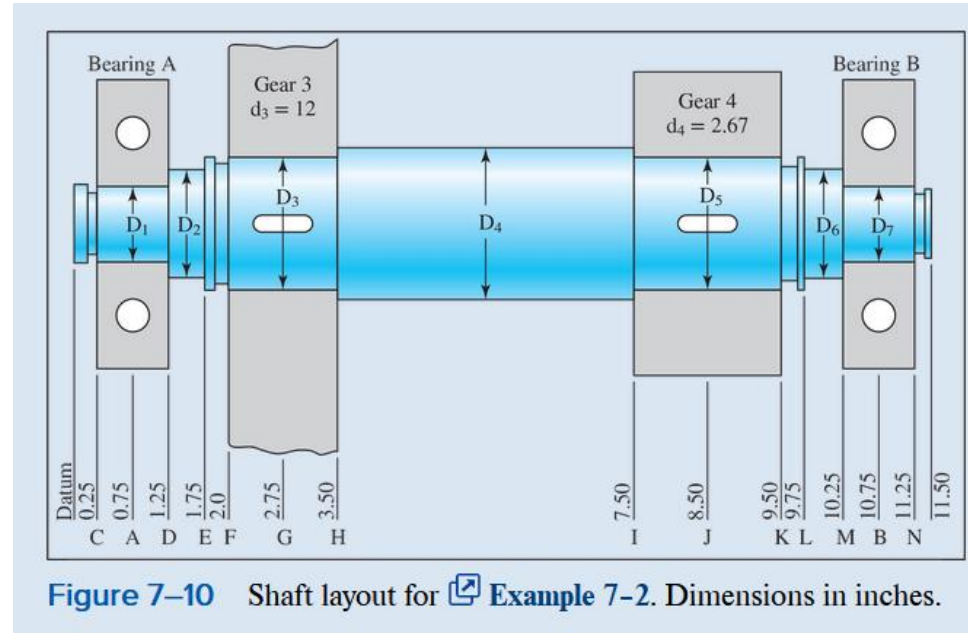 Bearing A
Gear 3
d₃ = 12
Bearing B
Gear 4
d₄ = 2.67
D₁
D₂
D₃
D₄
D₅
D₆
D₇
Datum
0.25
0.75
1.25
1.75
2.0
2.75
3.50
7.50
8.50
9.50
9.75
10.25
10.75
11.25
11.50
C A D E F G H I J K L M B N
Figure 7–10 Shaft layout for Example 7–2. Dimensions in inches.